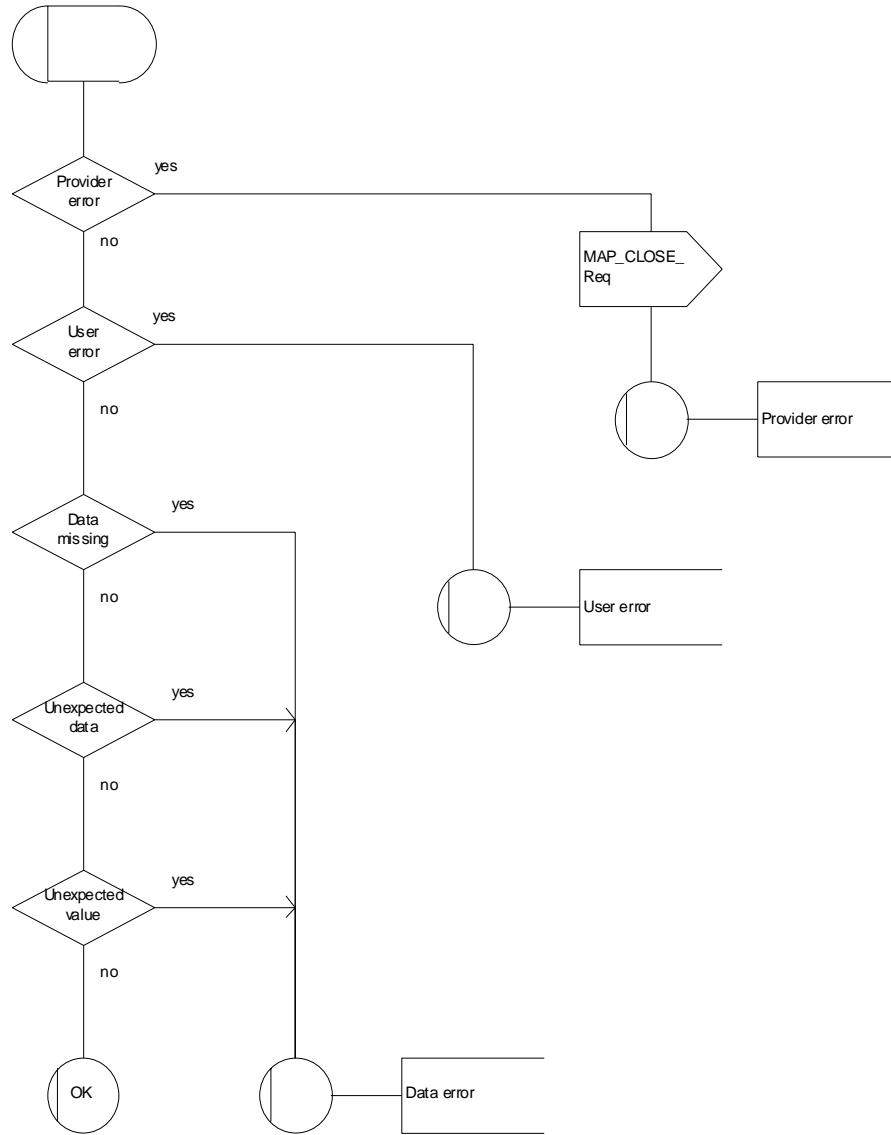 yes
Provider
error
no
MAP_CLOSE_
Req
yes
User
error
no
Provider error
yes
Data
missing
no
User error
yes
Unexpected
data
no
yes
Unexpected
value
no
OK
Data error